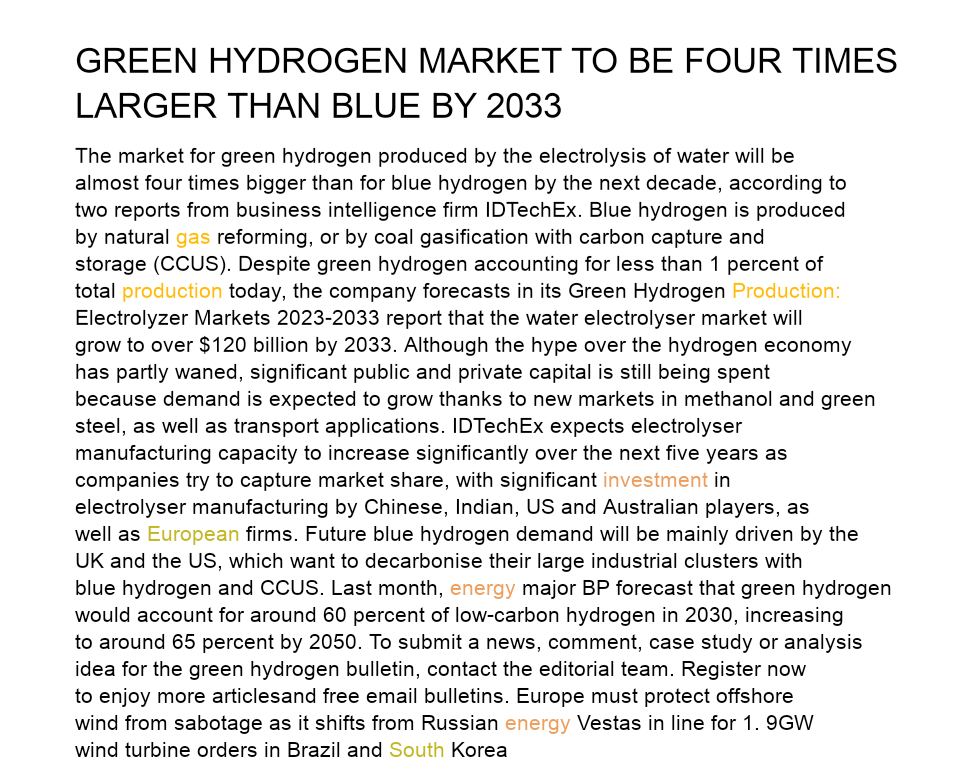 GREEN HYDROGEN MARKET TO BE FOUR TIMES
LARGER THAN BLUE BY 2033
The market for green hydrogen produced by the electrolysis of water will be
almost four times bigger than for blue hydrogen by the next decade, according to
two reports from business intelligence firm IDTechEx. Blue hydrogen is produced
by natural gas reforming, or by coal gasification with carbon capture and
storage (CCUS). Despite green hydrogen accounting for less than 1 percent of
total production today, the company forecasts in its Green Hydrogen Production:
Electrolyzer Markets 2023-2033 report that the water electrolyser market will
grow to over $120 billion by 2033. Although the hype over the hydrogen economy
has partly waned, significant public and private capital is still being spent
because demand is expected to grow thanks to new markets in methanol and green
steel, as well as transport applications. IDTechEx expects electrolyser
manufacturing capacity to increase significantly over the next five years as
companies try to capture market share, with significant investment in
electrolyser manufacturing by Chinese, Indian, US and Australian players, as
well as European firms. Future blue hydrogen demand will be mainly driven by the
UK and the US, which want to decarbonise their large industrial clusters with
blue hydrogen and CCUS. Last month, energy major BP forecast that green hydrogen
would account for around 60 percent of low-carbon hydrogen in 2030, increasing
to around 65 percent by 2050. To submit a news, comment, case study or analysis
idea for the green hydrogen bulletin, contact the editorial team. Register now
to enjoy more articlesand free email bulletins. Europe must protect offshore
wind from sabotage as it shifts from Russian energy Vestas in line for 1. 9GW
wind turbine orders in Brazil and South Korea